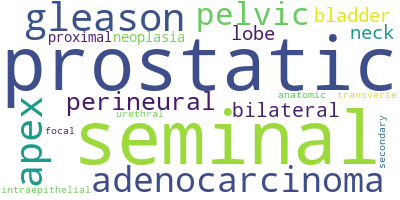 gleason pelvic bladder
proximal neoplasia lobe neck
prostatic
apex perineural bilateral
anatomic transverse
urethral
focal seminal secondary
adenocarcinoma
intraepithelial